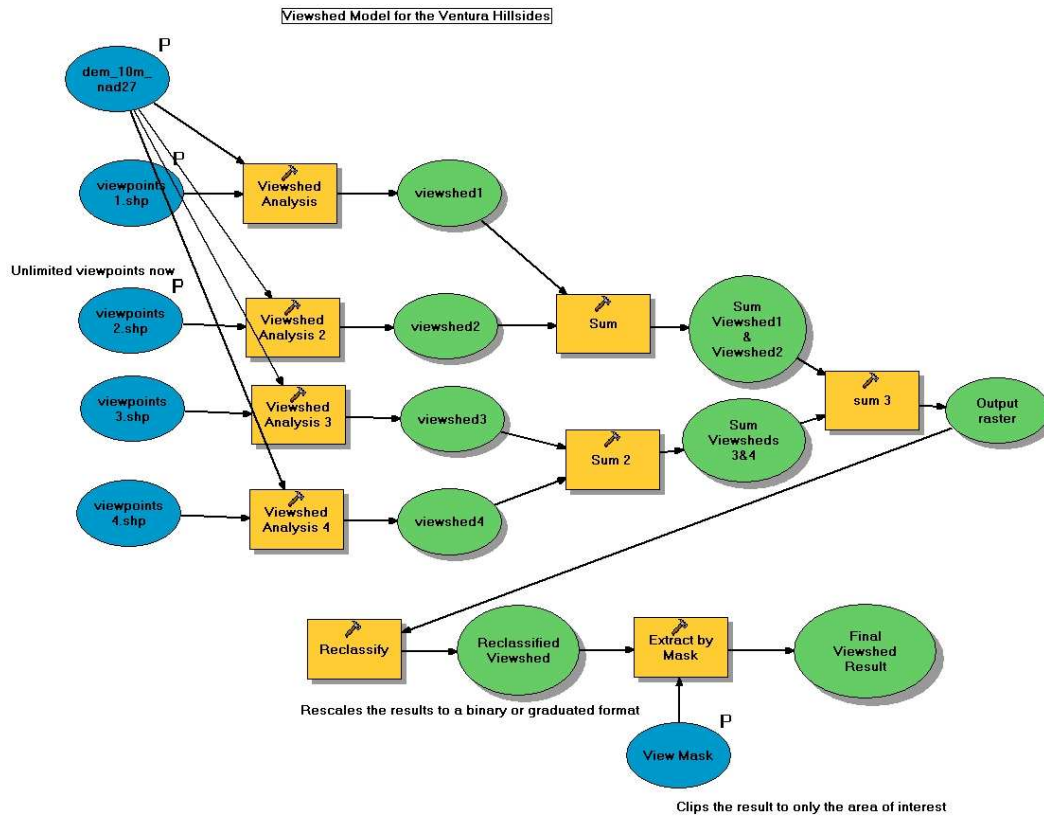 Viewshed Model for the Ventura Hillsides
P
dem_10m_
nad27
P
viewpoints
1.shp
Viewshed
Analysis
viewshed1
Unlimited viewpoints now
P
viewpoints
2.shp
Viewshed
Analysis 2
viewshed2
Sum
Sum
Viewshed1
&
Viewshed2
viewpoints
3.shp
Viewshed
Analysis 3
viewshed3
Sum 2
Sum
Viewsheds
3&4
sum 3
Output
raster
viewpoints
4.shp
Viewshed
Analysis 4
viewshed4
Reclassify
Reclassified
Viewshed
Extract by
Mask
Final
Viewshed
Result
Rescales the results to a binary or graduated format
P
View Mask
Clips the result to only the area of interest